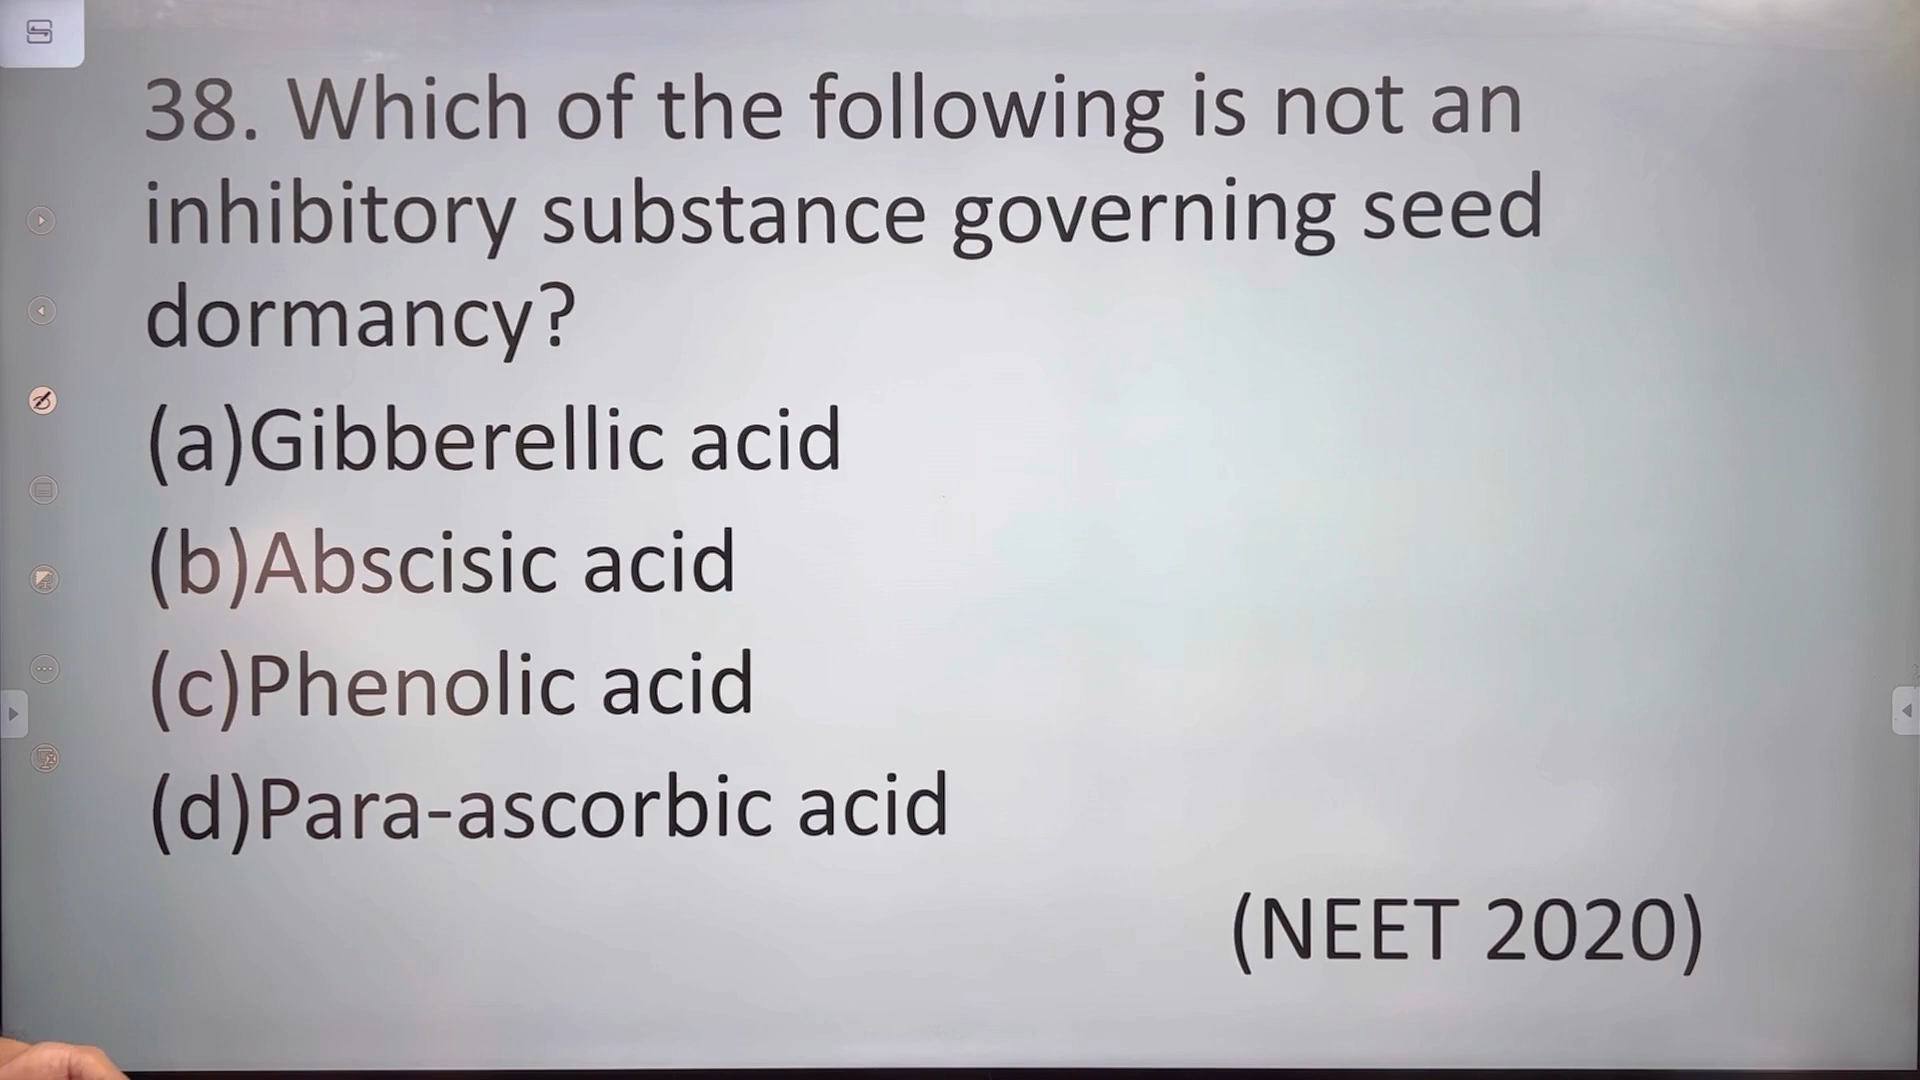 38. Which of the following is not an
inhibitory substance governing seed
dormancy?
(a)Gibberellic acid
(b)Abscisic acid
(c)Phenolic acid
(d)Para-ascorbic acid
(NEET 2020)